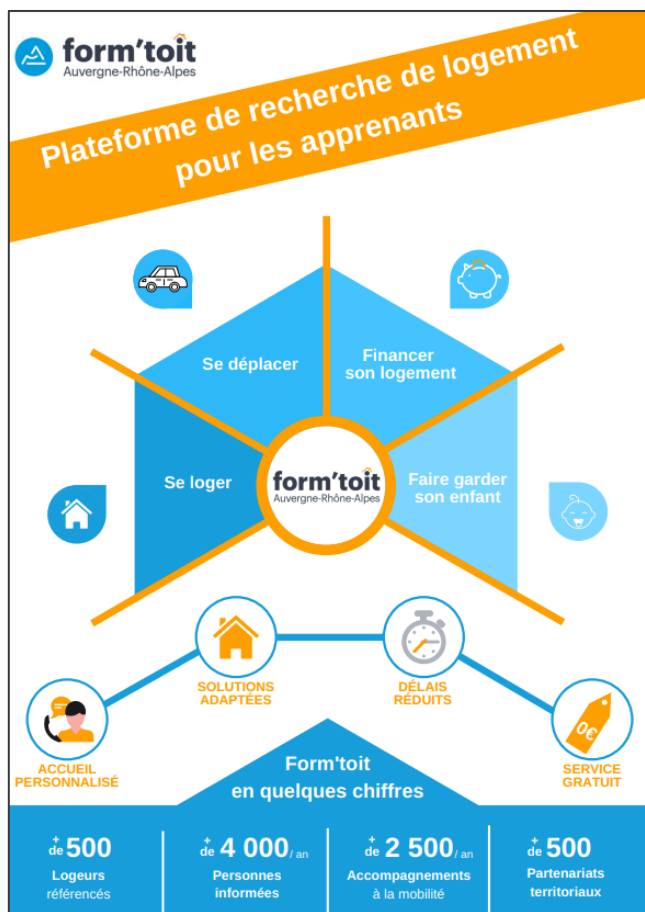 form'toit
Auvergne-Rhône-Alpes
Plateforme de recherche de logement
pour les apprenants
Se déplacer
Financer
son logement
Se loger
form'toit
Auvergne-Rhône-Alpes
Faire garder
son enfant
SOLUTIONS
ADAPTÉES
DÉLAIS
RÉDUITS
0€
ACCUEIL
PERSONNALISÉ
SERVICE
GRATUIT
Form'toit
en quelques chiffres
+ de 500
Logeurs
référencés
+ de 4 000 / an
Personnes
informées
+ de 2 500 / an
Accompagnements
à la mobilité
+ de 500
Partenariats
territoriaux